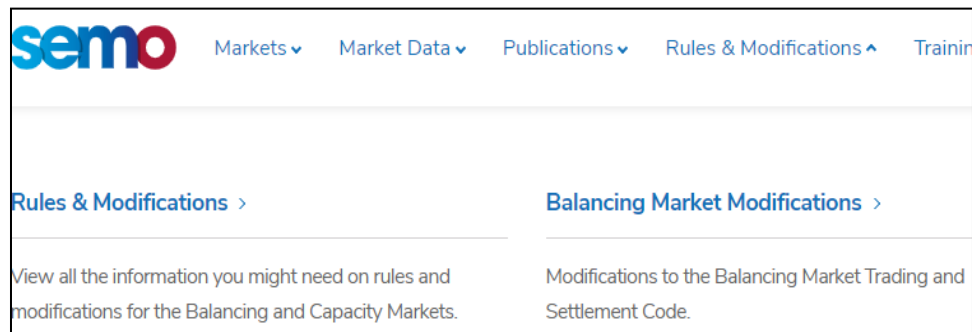 semo Markets Market Data Publications Rules & Modifications
Rules & Modifications > Balancing Market Modifications >
View all the information you might need on rules and
modifications for the Balancing and Capacity Markets.
Modifications to the Balancing Market Trading and
Settlement Code.